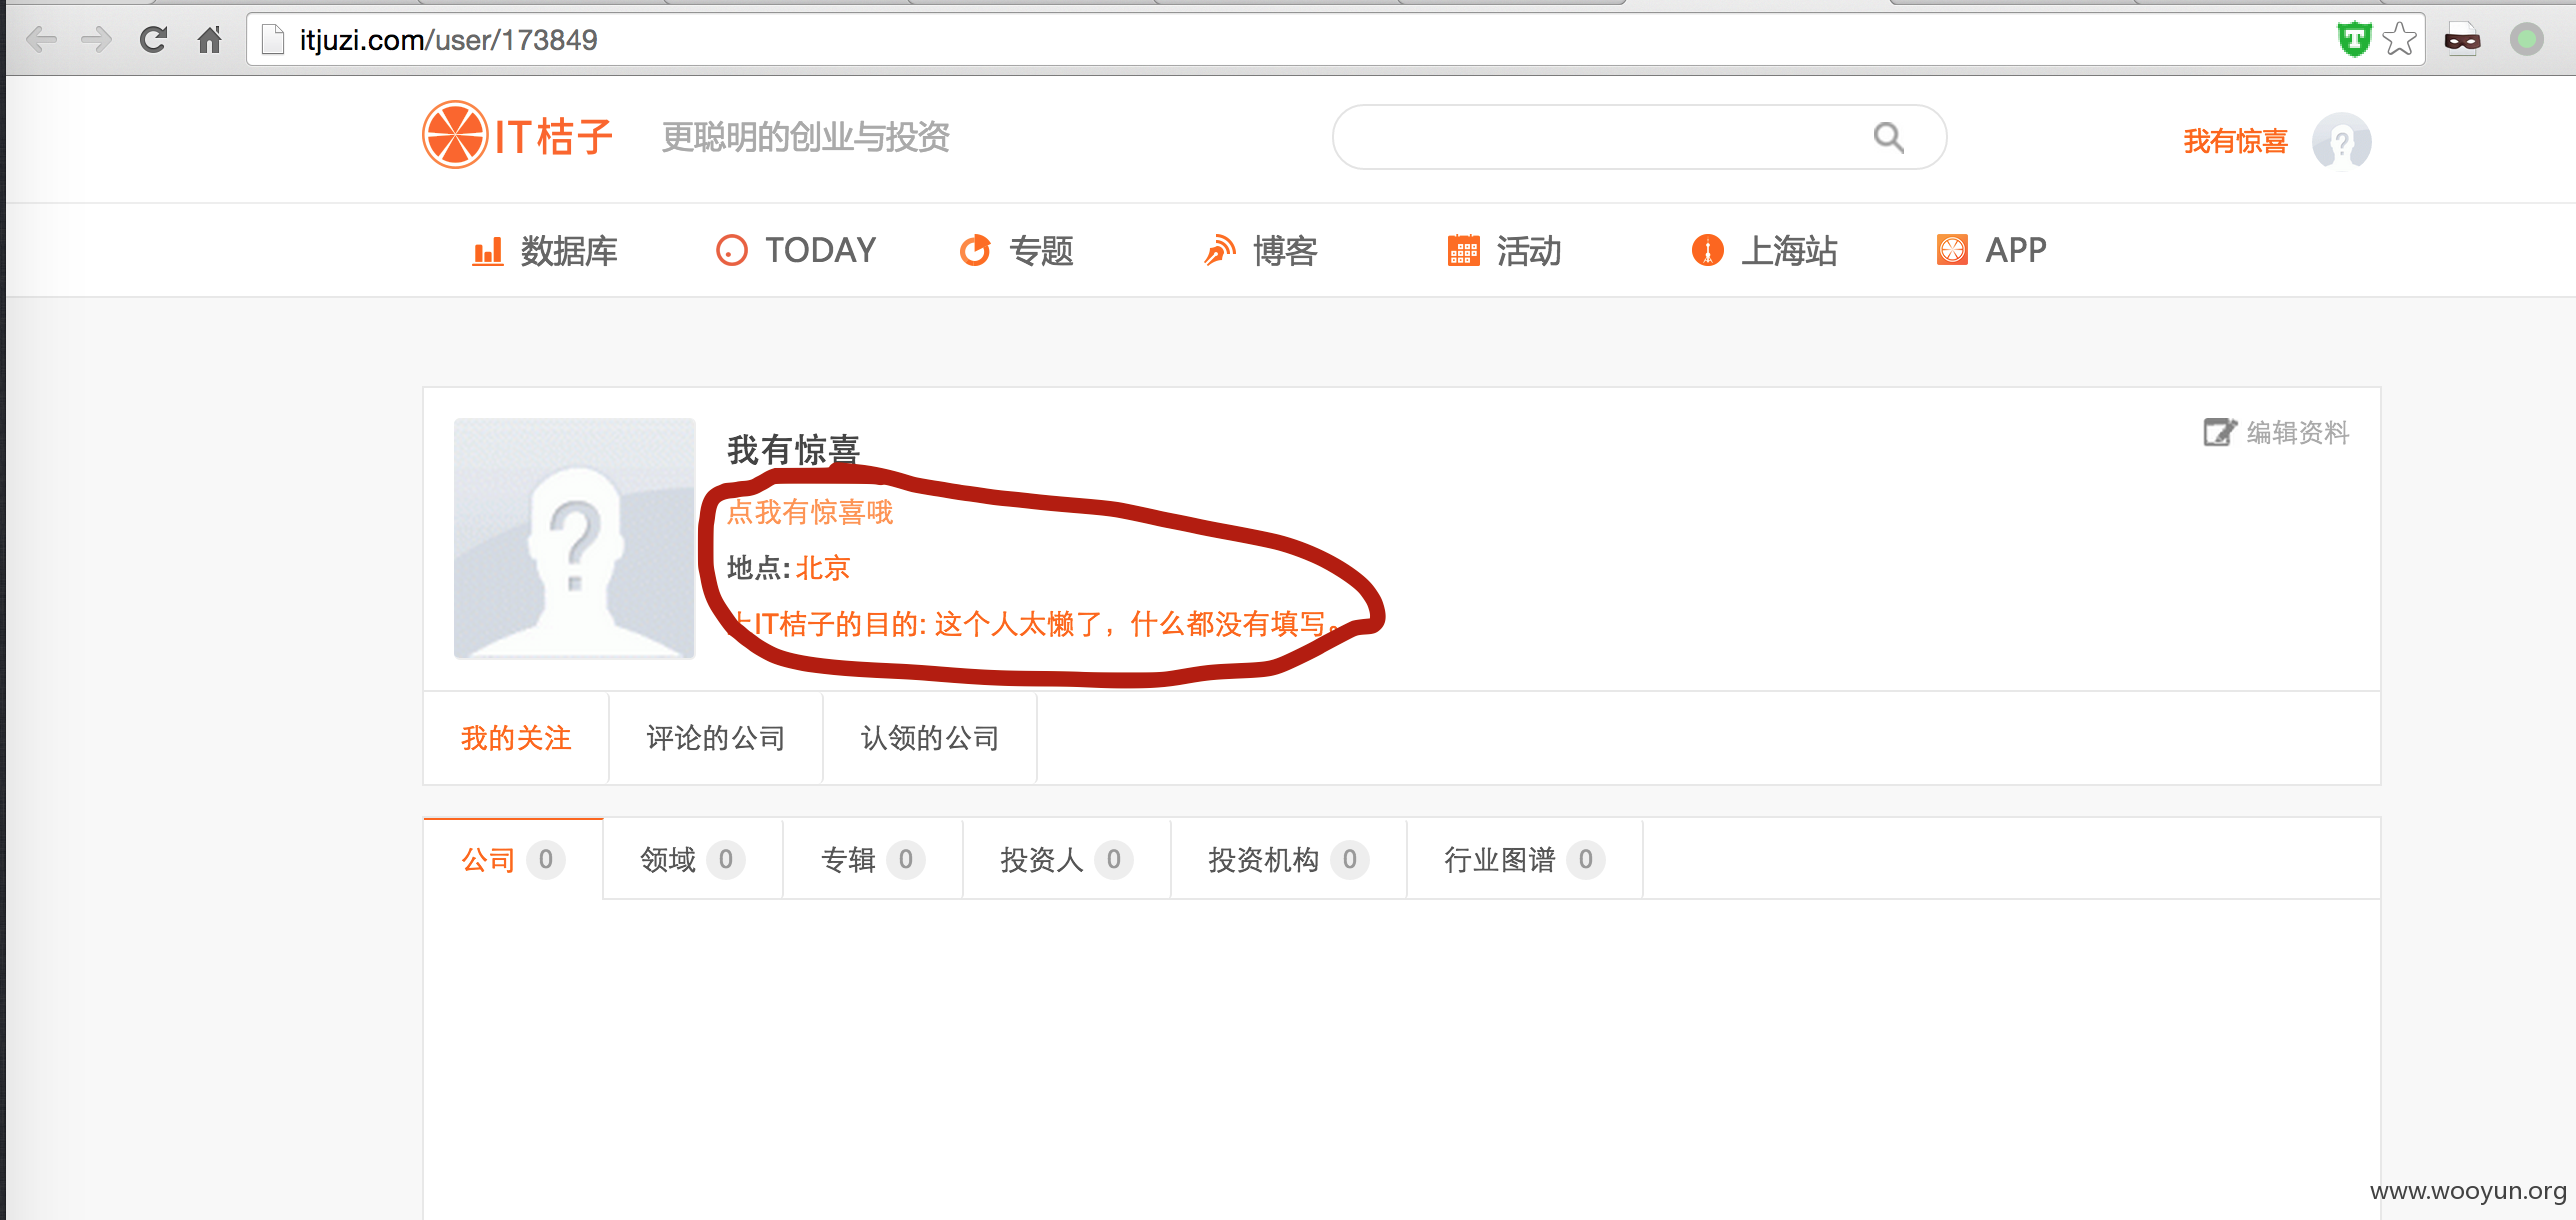 itjuzi.com/user/173849
IT桔子 更聪明的创业与投资 我有惊喜
数据库 TODAY 专题 博客 活动 上海站 APP
我有惊喜
编辑资料
点我有惊喜哦
地点: 北京
上IT桔子的目的: 这个人太懒了，什么都没有填写。
我的关注 评论的公司 认领的公司
公司 0 领域 0 专辑 0 投资人 0 投资机构 0 行业图谱 0
www.wooyun.org